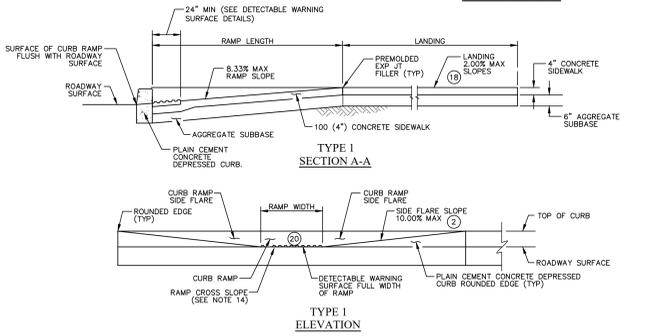 24" MIN (SEE DETECTABLE WARNING
SURFACE DETAILS)
SURFACE OF CURB RAMP
FLUSH WITH ROADWAY
SURFACE
RAMP LENGTH
LANDING
8.33% MAX
RAMP SLOPE
PREMOLDED
EXP JT
FILLER (TYP)
LANDING
2.00% MAX
SLOPES
18
4" CONCRETE
SIDEWALK
ROADWAY
SURFACE
6" AGGREGATE
SUBBASE
100 (4") CONCRETE SIDEWALK
AGGREGATE SUBBASE
PLAIN CEMENT
CONCRETE
DEPRESSED CURB.
TYPE 1
SECTION A-A
ROUNDED EDGE
(TYP)
CURB RAMP
SIDE FLARE
RAMP WIDTH
CURB RAMP
SIDE FLARE
SIDE FLARE SLOPE
10.00% MAX
2
TOP OF CURB
20
ROADWAY SURFACE
CURB RAMP
RAMP CROSS SLOPE
(SEE NOTE 14)
DETECTABLE WARNING
SURFACE FULL WIDTH
OF RAMP
PLAIN CEMENT CONCRETE DEPRESSED
CURB ROUNDED EDGE (TYP)
TYPE 1
ELEVATION